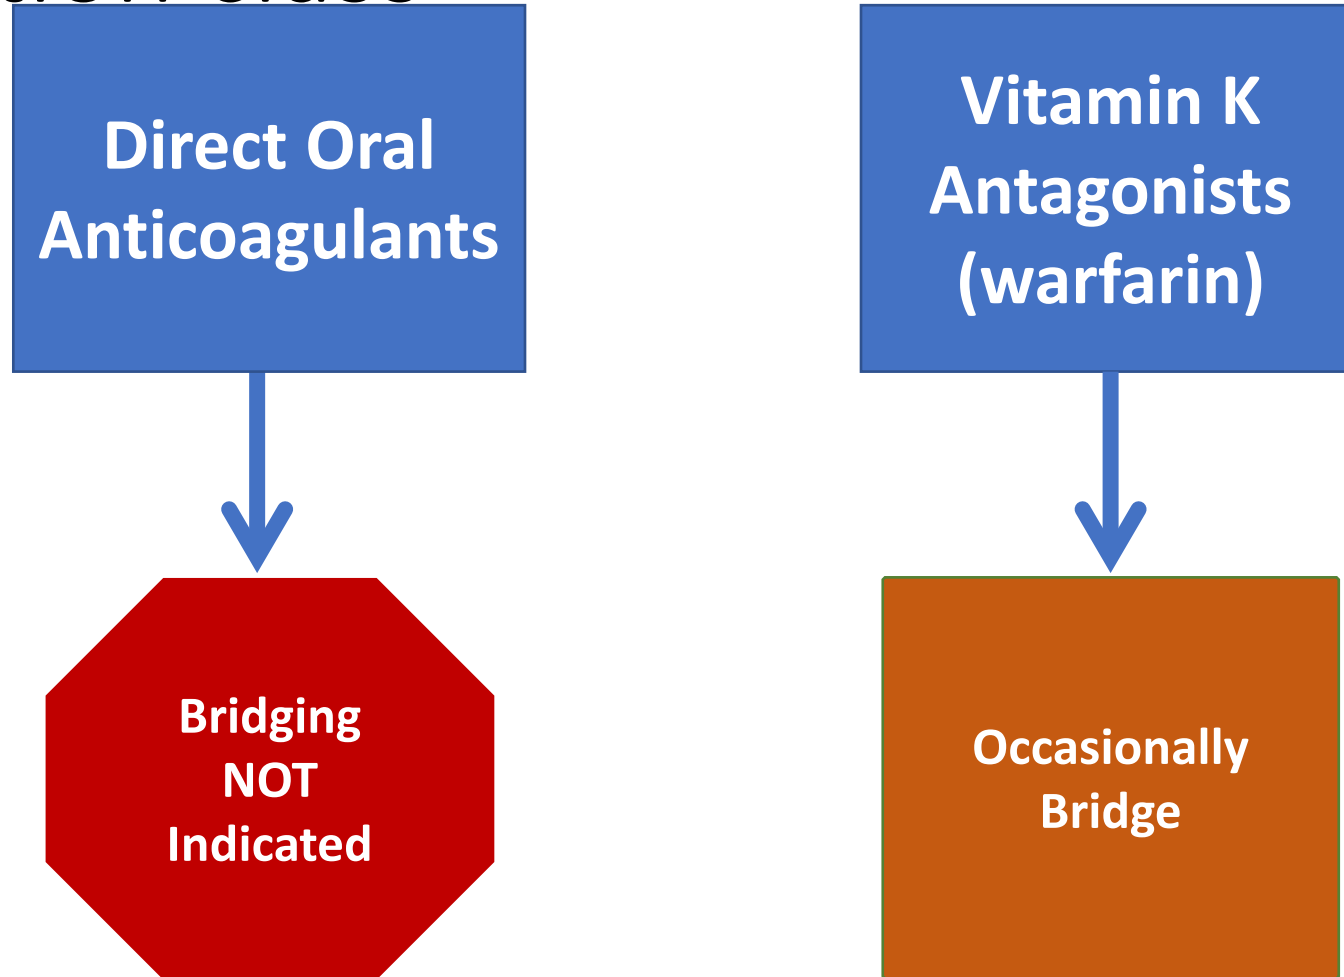 Direct Oral
Anticoagulants
Vitamin K
Antagonists
(warfarin)
Bridging
NOT
Indicated
Occasionally
Bridge